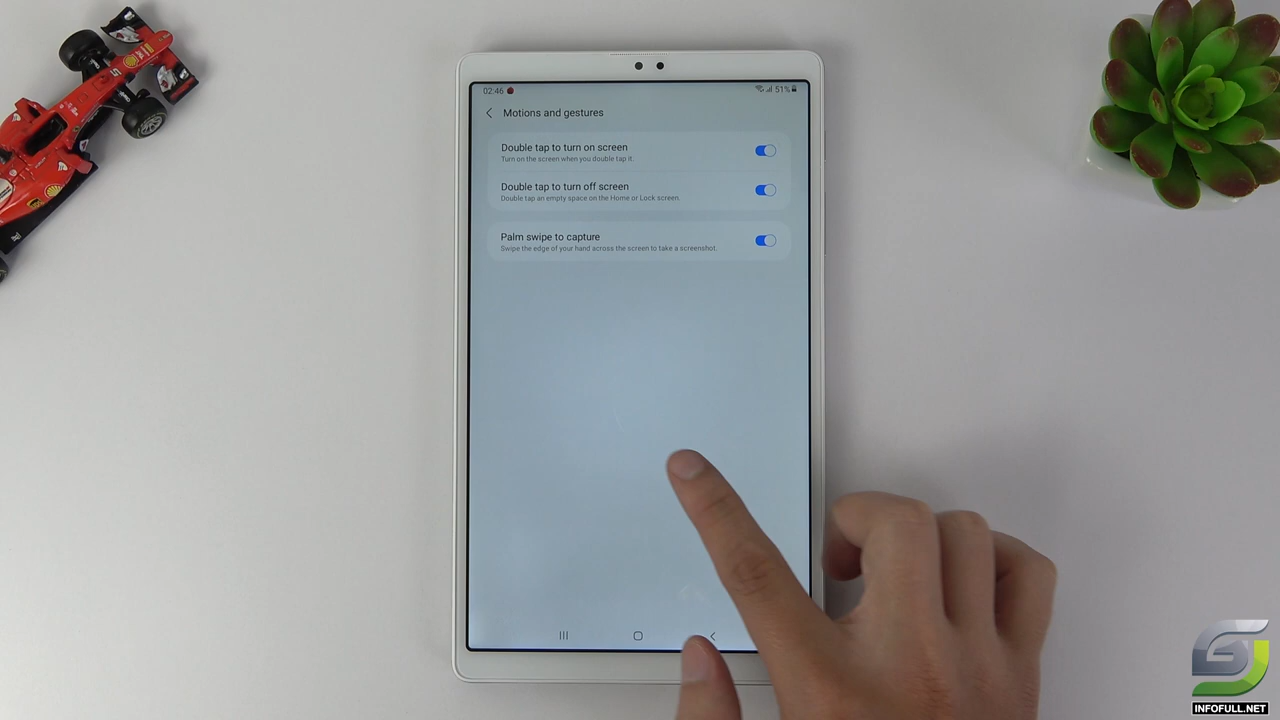 02:46
51%
Motions and gestures
Double tap to turn on screen
Turn on the screen when you double tap it.
Double tap to turn off screen
Double tap an empty space on the Home or Lock screen.
Palm swipe to capture
Swipe the edge of your hand across the screen to take a screenshot.
INFOFULL.NET